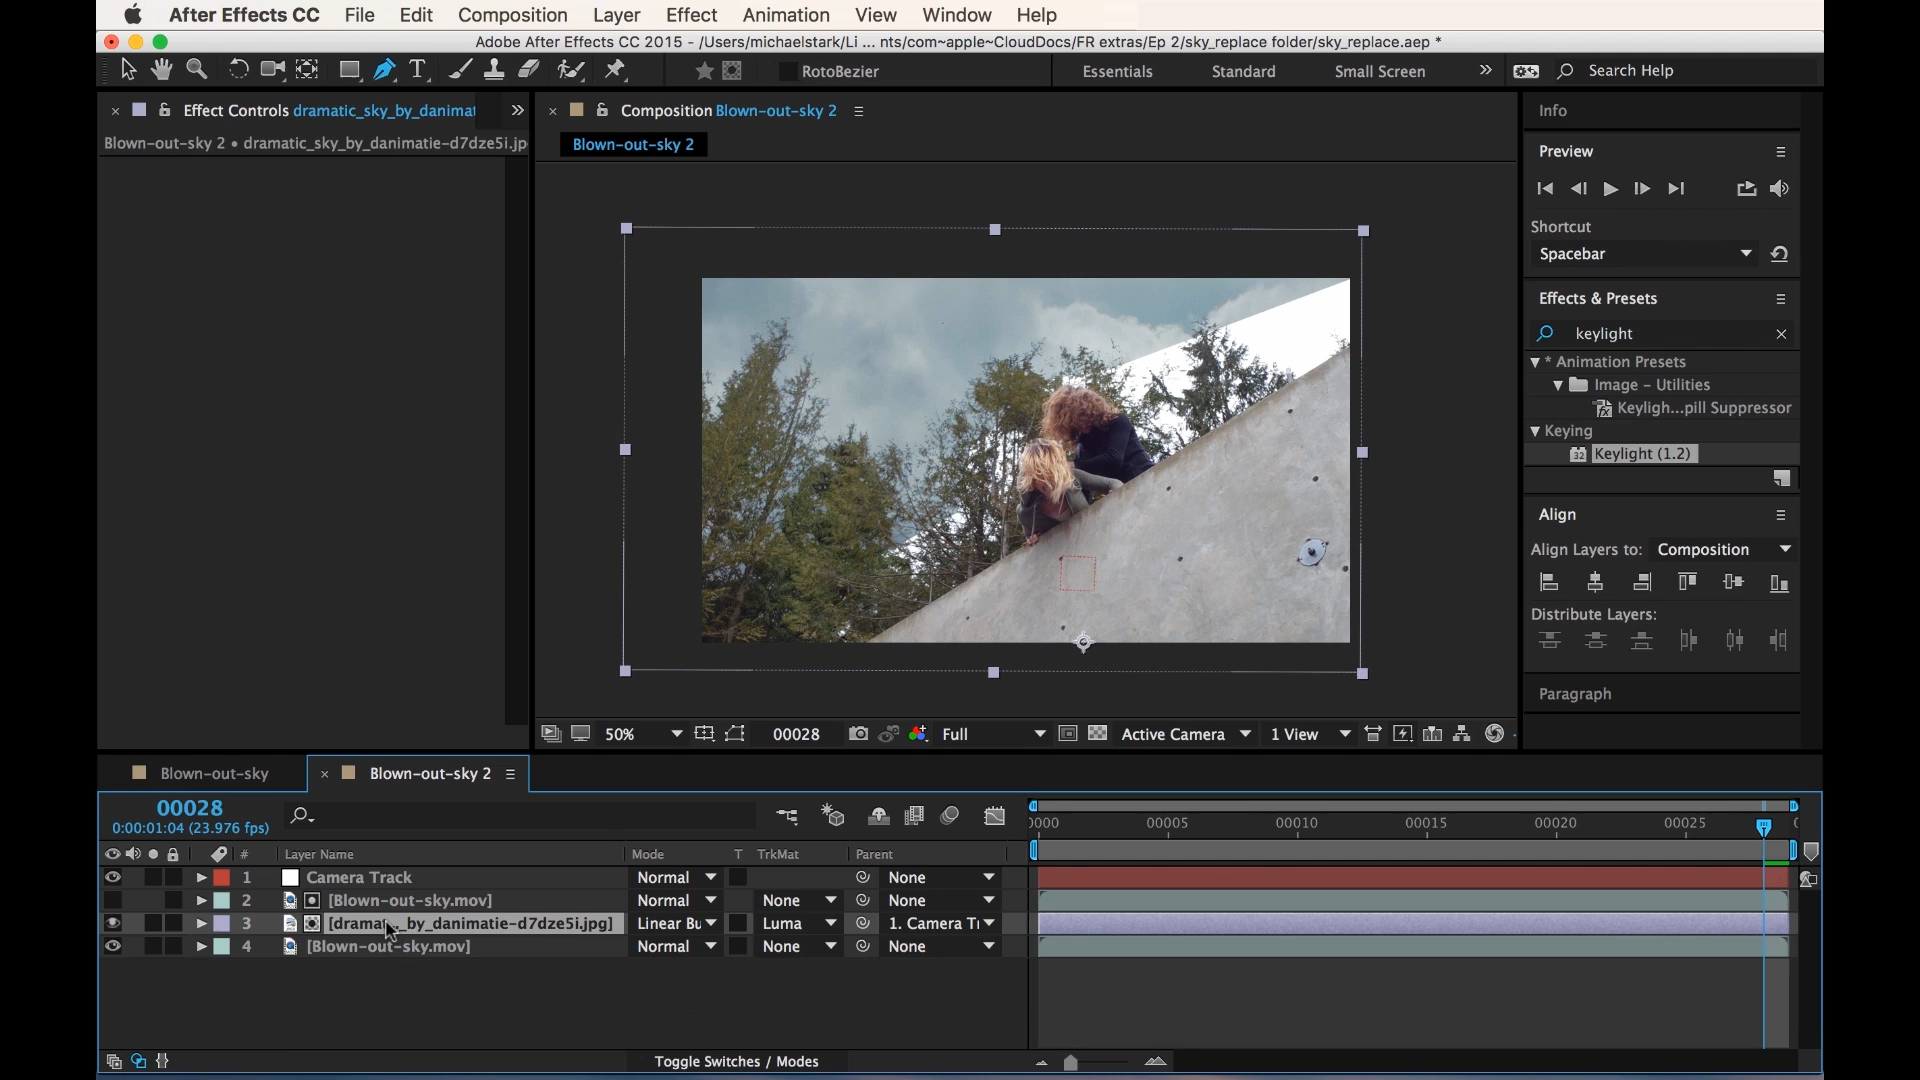 After Effects CC File Edit Composition Layer Effect Animation View Window Help
Adobe After Effects CC 2015 - /Users/michaelstark/Li ... nts/com~apple~CloudDocs/FR extras/Ep 2/sky_replace folder/sky_replace.aep *
RotoBezier Essentials Standard Small Screen Search Help
Effect Controls dramatic_sky_by_danimat
Blown-out-sky 2 • dramatic_sky_by_danimatie-d7dze5i.jp
Composition Blown-out-sky 2
Blown-out-sky 2
Info
Preview
Shortcut
Spacebar
Effects & Presets
keylight
* Animation Presets
Image - Utilities
Keyligh...pill Suppressor
Keying
Keylight (1.2)
Align
Align Layers to: Composition
Distribute Layers:
Paragraph
50% 00028 Full Active Camera 1 View
Blown-out-sky Blown-out-sky 2
00028
0:00:01:04 (23.976 fps)
0000 00005 00010 00015 00020 00025
# Layer Name Mode T TrkMat Parent
1 Camera Track Normal None
2 [Blown-out-sky.mov] Normal None None
3 [dramat..._by_danimatie-d7dze5i.jpg] Linear Bu Luma 1. Camera Tr
4 [Blown-out-sky.mov] Normal None None
Toggle Switches / Modes